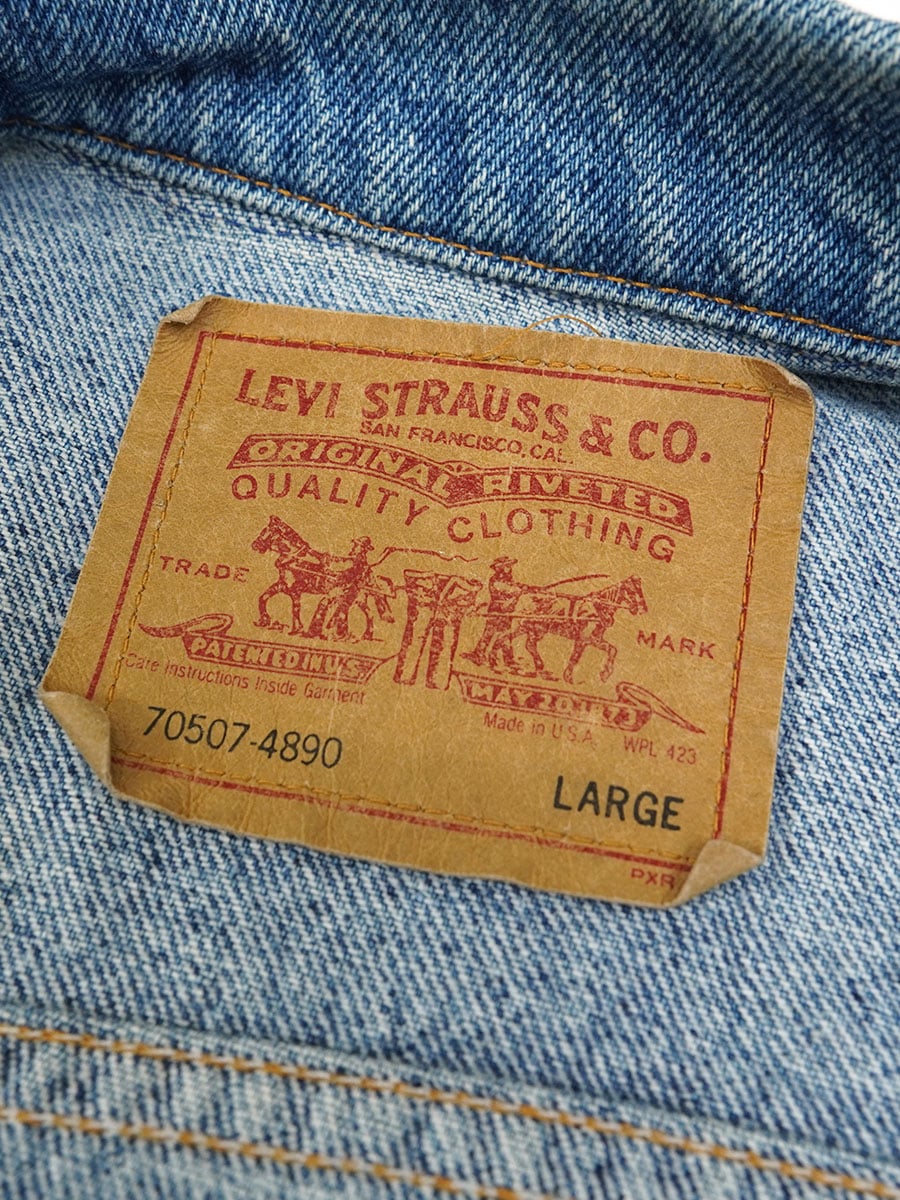 LEVI STRAUSS & CO.
SAN FRANCISCO, CAL.
ORIGINAL RIVETED
QUALITY CLOTHING
TRADE MARK
PATENTED IN U.S. MAY 20 1873
Care Instructions Inside Garment
Made in U.S.A. WPL 423
70507-4890
LARGE
PXR